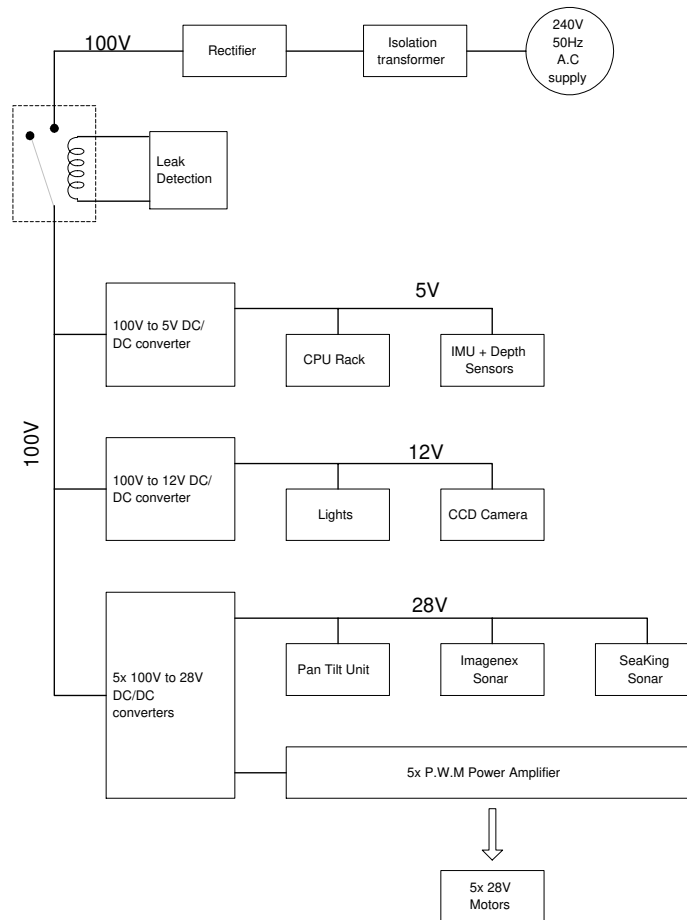 240V
50Hz
A.C
supply
Isolation
transformer
Rectifier
100V
Leak
Detection
100V to 5V DC/
DC converter
5V
CPU Rack
IMU + Depth
Sensors
100V
100V to 12V DC/
DC converter
12V
Lights
CCD Camera
5x 100V to 28V
DC/DC
converters
28V
Pan Tilt Unit
Imagenex
Sonar
SeaKing
Sonar
5x P.W.M Power Amplifier
5x 28V
Motors